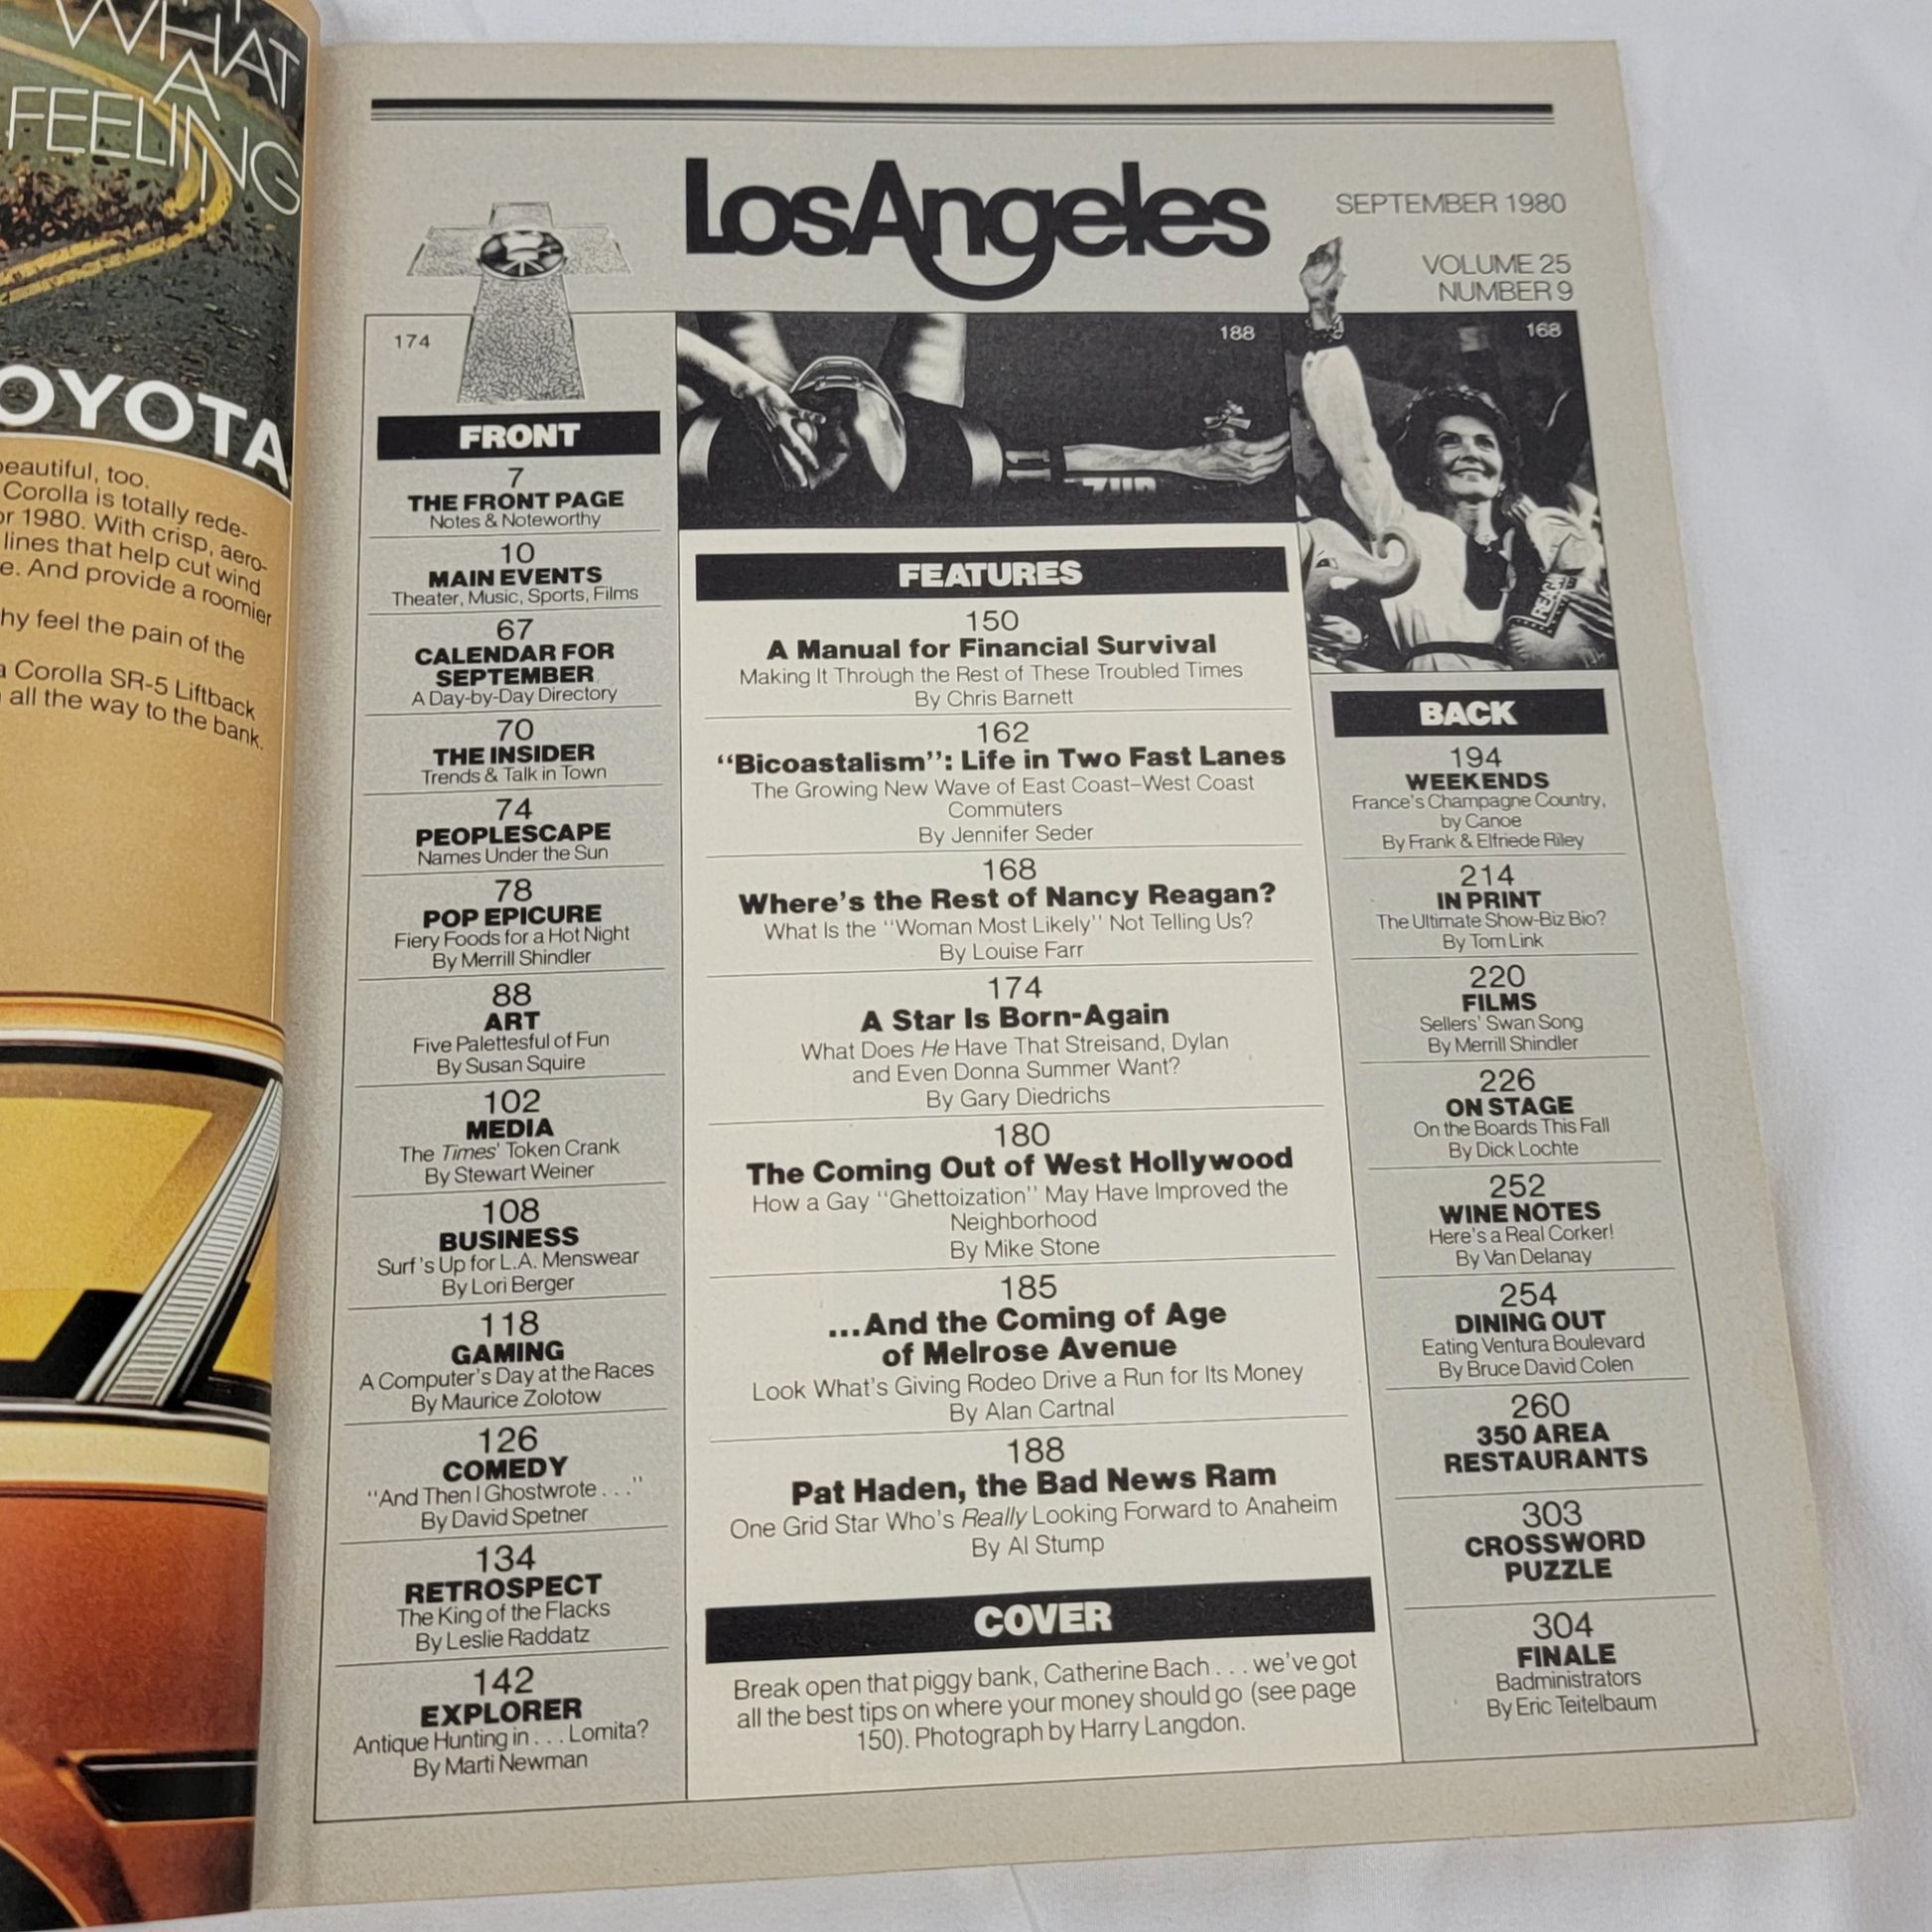 WHAT
A
FEELING
OYOTA
beautiful, too.
Corolla is totally rede-
or 1980. With crisp, aero-
lines that help cut wind
e. And provide a roomier
hy feel the pain of the
a Corolla SR-5 Liftback
all the way to the bank.
LosAngeles
SEPTEMBER 1980
VOLUME 25
NUMBER 9
174
188
168
REAGA
FRONT
7
THE FRONT PAGE
Notes & Noteworthy
10
MAIN EVENTS
Theater, Music, Sports, Films
67
CALENDAR FOR
SEPTEMBER
A Day-by-Day Directory
70
THE INSIDER
Trends & Talk in Town
74
PEOPLESCAPE
Names Under the Sun
78
POP EPICURE
Fiery Foods for a Hot Night
By Merrill Shindler
88
ART
Five Palettesful of Fun
By Susan Squire
102
MEDIA
The Times' Token Crank
By Stewart Weiner
108
BUSINESS
Surf's Up for L.A. Menswear
By Lori Berger
118
GAMING
A Computer's Day at the Races
By Maurice Zolotow
126
COMEDY
"And Then I Ghostwrote . . ."
By David Spetner
134
RETROSPECT
The King of the Flacks
By Leslie Raddatz
142
EXPLORER
Antique Hunting in . . . Lomita?
By Marti Newman
FEATURES
150
A Manual for Financial Survival
Making It Through the Rest of These Troubled Times
By Chris Barnett
162
"Bicoastalism": Life in Two Fast Lanes
The Growing New Wave of East Coast–West Coast
Commuters
By Jennifer Seder
168
Where's the Rest of Nancy Reagan?
What Is the "Woman Most Likely" Not Telling Us?
By Louise Farr
174
A Star Is Born-Again
What Does He Have That Streisand, Dylan
and Even Donna Summer Want?
By Gary Diedrichs
180
The Coming Out of West Hollywood
How a Gay "Ghettoization" May Have Improved the
Neighborhood
By Mike Stone
185
...And the Coming of Age
of Melrose Avenue
Look What's Giving Rodeo Drive a Run for Its Money
By Alan Cartnal
188
Pat Haden, the Bad News Ram
One Grid Star Who's Really Looking Forward to Anaheim
By Al Stump
COVER
Break open that piggy bank, Catherine Bach . . . we've got
all the best tips on where your money should go (see page
150). Photograph by Harry Langdon.
BACK
194
WEEKENDS
France's Champagne Country,
by Canoe
By Frank & Elfriede Riley
214
IN PRINT
The Ultimate Show-Biz Bio?
By Tom Link
220
FILMS
Sellers' Swan Song
By Merrill Shindler
226
ON STAGE
On the Boards This Fall
By Dick Lochte
252
WINE NOTES
Here's a Real Corker!
By Van Delanay
254
DINING OUT
Eating Ventura Boulevard
By Bruce David Colen
260
350 AREA
RESTAURANTS
303
CROSSWORD
PUZZLE
304
FINALE
Badministrators
By Eric Teitelbaum